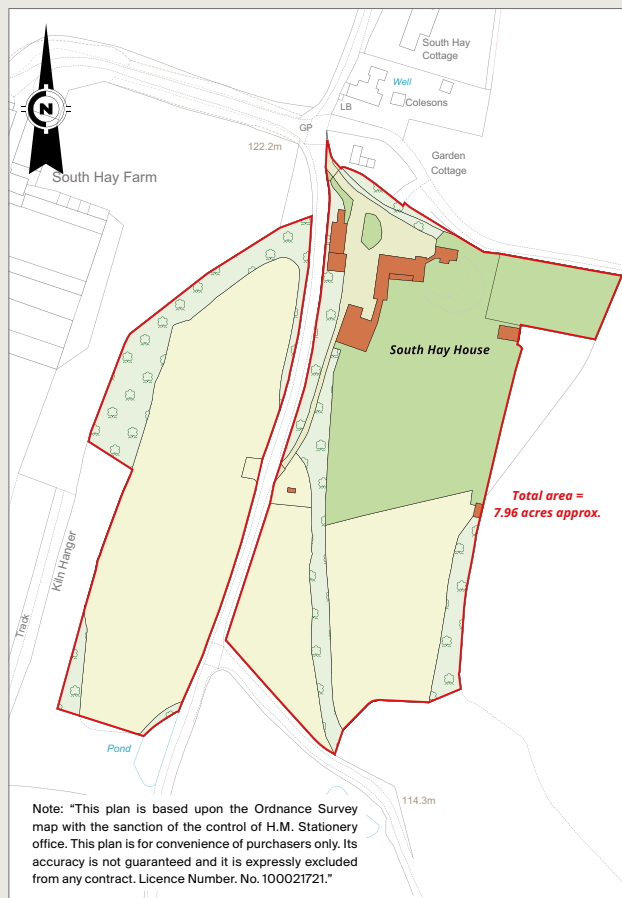 South Hay
Cottage
Well
LB
Colesons
GP
122.2m
N
Garden
Cottage
South Hay Farm
South Hay House
Total area =
7.96 acres approx.
Kiln Hanger
Track
Pond
114.3m
Note: “This plan is based upon the Ordnance Survey
map with the sanction of the control of H.M. Stationery
office. This plan is for convenience of purchasers only. Its
accuracy is not guaranteed and it is expressly excluded
from any contract. Licence Number. No. 100021721.”